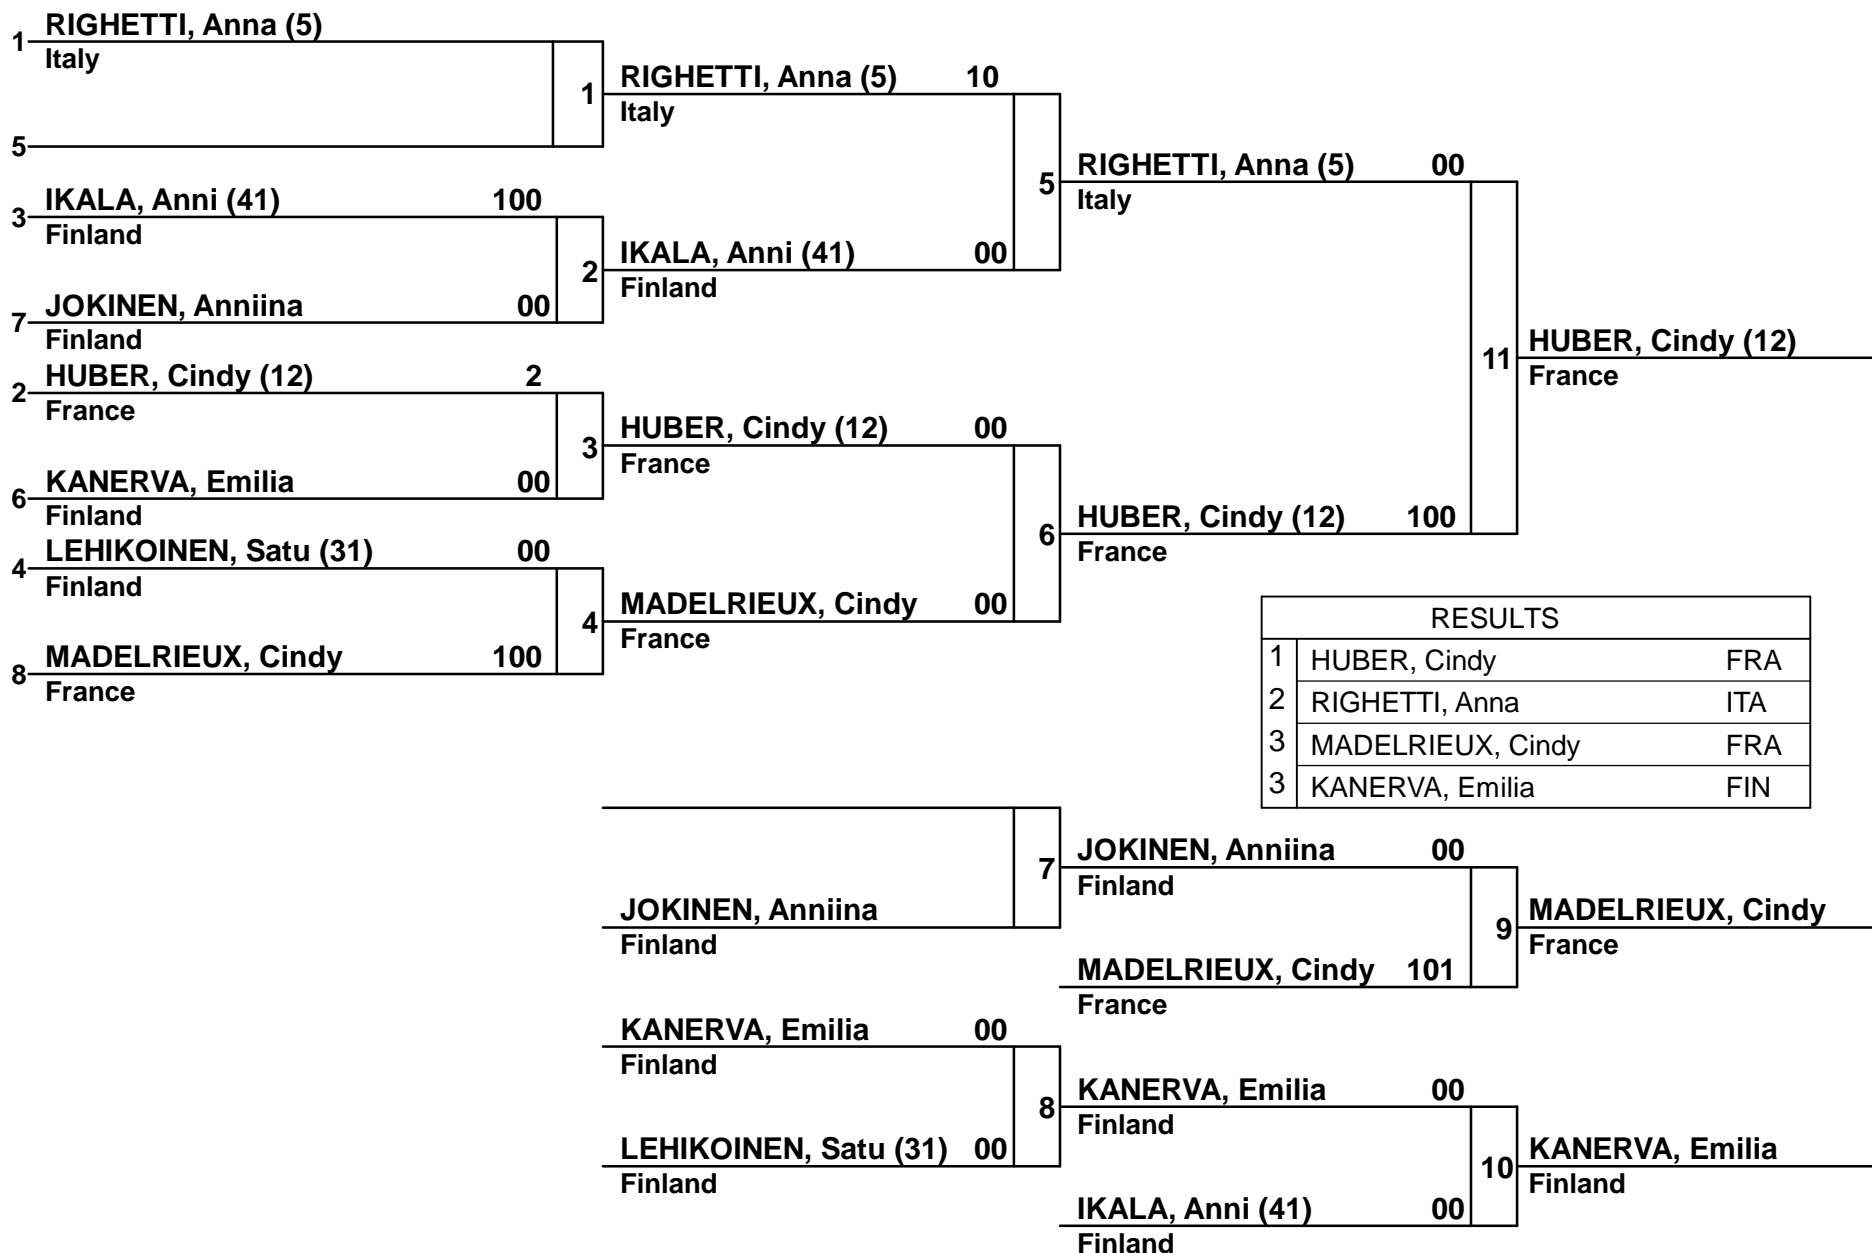 RIGHETTI, Anna (5)
1
Italy
1
5
RIGHETTI, Anna (5) 10
Italy
IKALA, Anni (41) 100
3
Finland
2
JOKINEN, Anniina 00
7
Finland
IKALA, Anni (41) 00
Finland
5
RIGHETTI, Anna (5) 00
Italy
HUBER, Cindy (12) 2
2
France
3
KANERVA, Emilia 00
6
Finland
HUBER, Cindy (12) 00
France
LEHIKOINEN, Satu (31) 00
4
Finland
4
MADELRIEUX, Cindy 100
8
France
MADELRIEUX, Cindy 00
France
6
HUBER, Cindy (12) 100
France
11
HUBER, Cindy (12)
France
RESULTS
1 HUBER, Cindy FRA
2 RIGHETTI, Anna ITA
3 MADELRIEUX, Cindy FRA
3 KANERVA, Emilia FIN
7
JOKINEN, Anniina
Finland
JOKINEN, Anniina 00
Finland
9
MADELRIEUX, Cindy 101
France
MADELRIEUX, Cindy
France
KANERVA, Emilia 00
Finland
8
LEHIKOINEN, Satu (31) 00
Finland
KANERVA, Emilia 00
Finland
10
IKALA, Anni (41) 00
Finland
KANERVA, Emilia
Finland